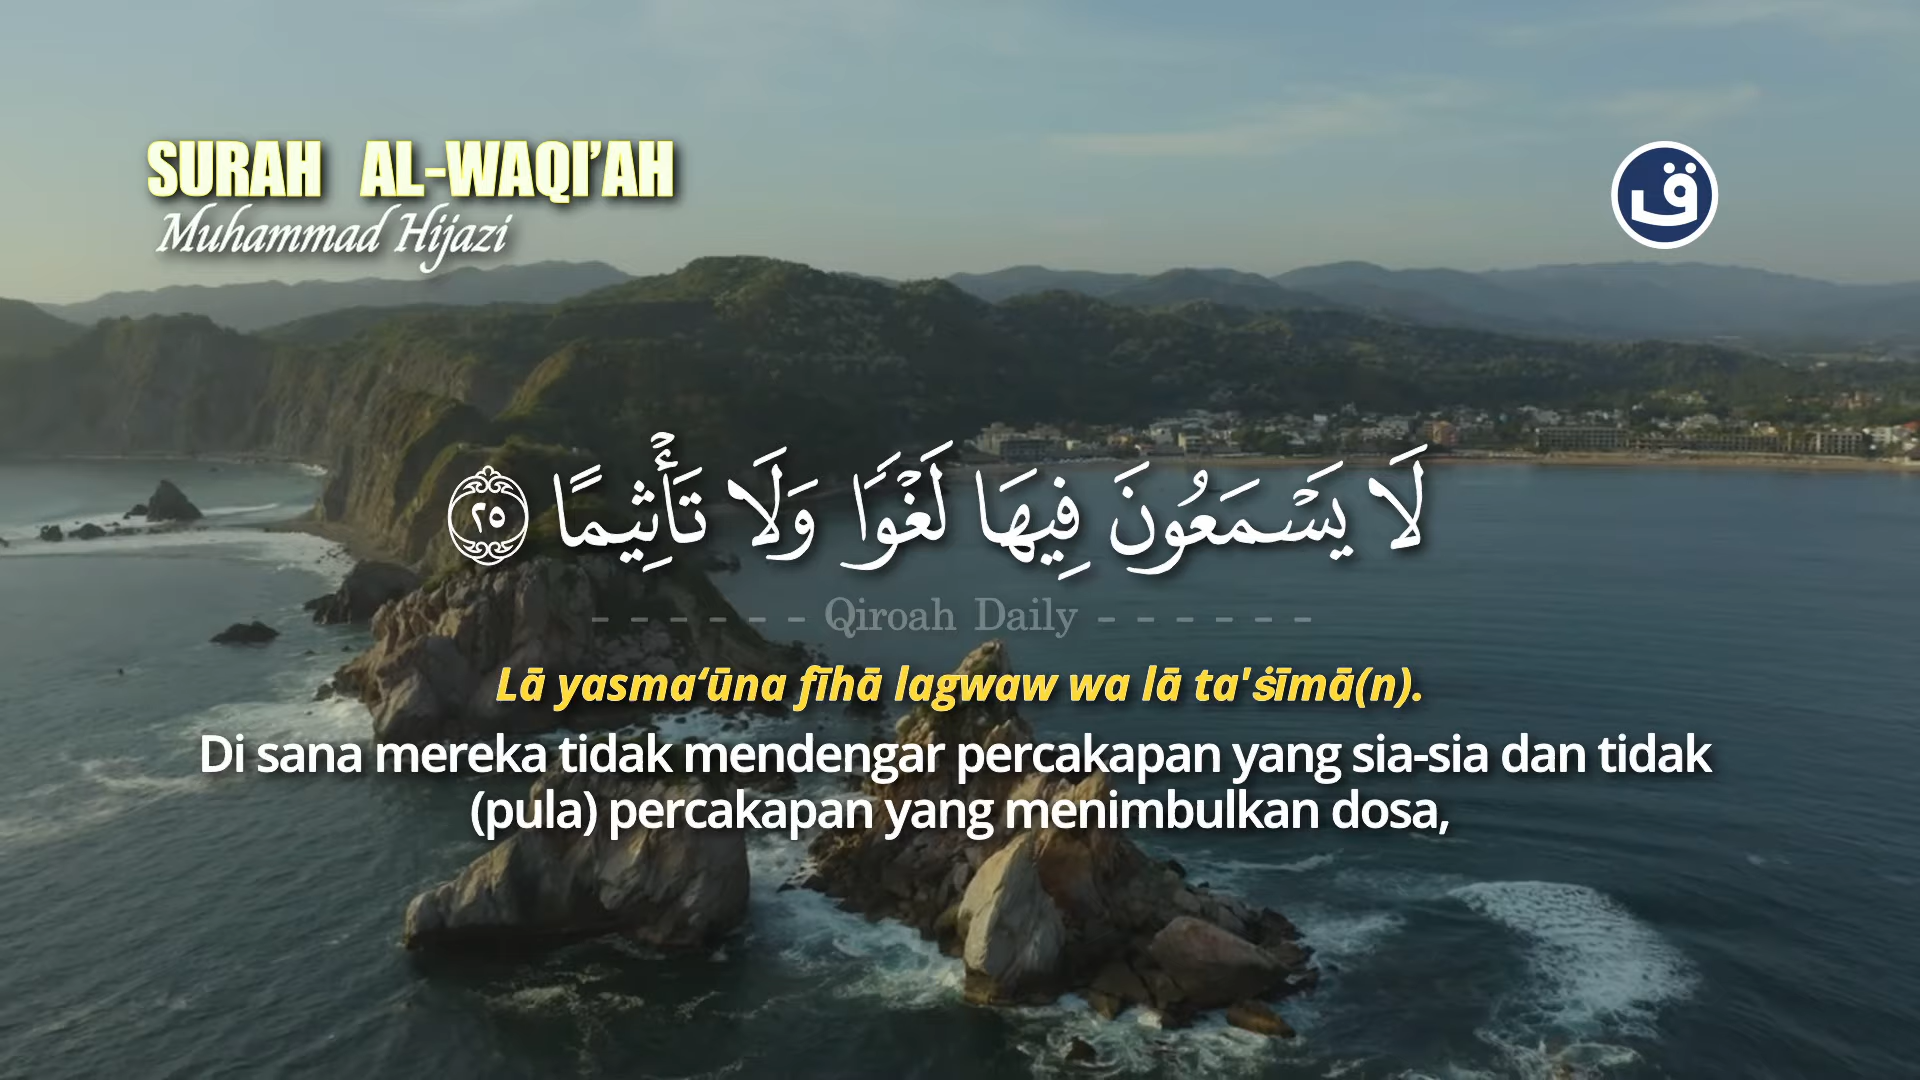 SURAH AL-WAQI'AH
Muhammad Hijazi
ق
لَا يَسْمَعُونَ فِيهَا لَغْوًا وَلَا تَأْثِيمًا ٢٥
- - - - - - Qiroah Daily - - - - - -
Lā yasma‘ūna fīhā lagwaw wa lā ta'ṡīmā(n).
Di sana mereka tidak mendengar percakapan yang sia-sia dan tidak
(pula) percakapan yang menimbulkan dosa,